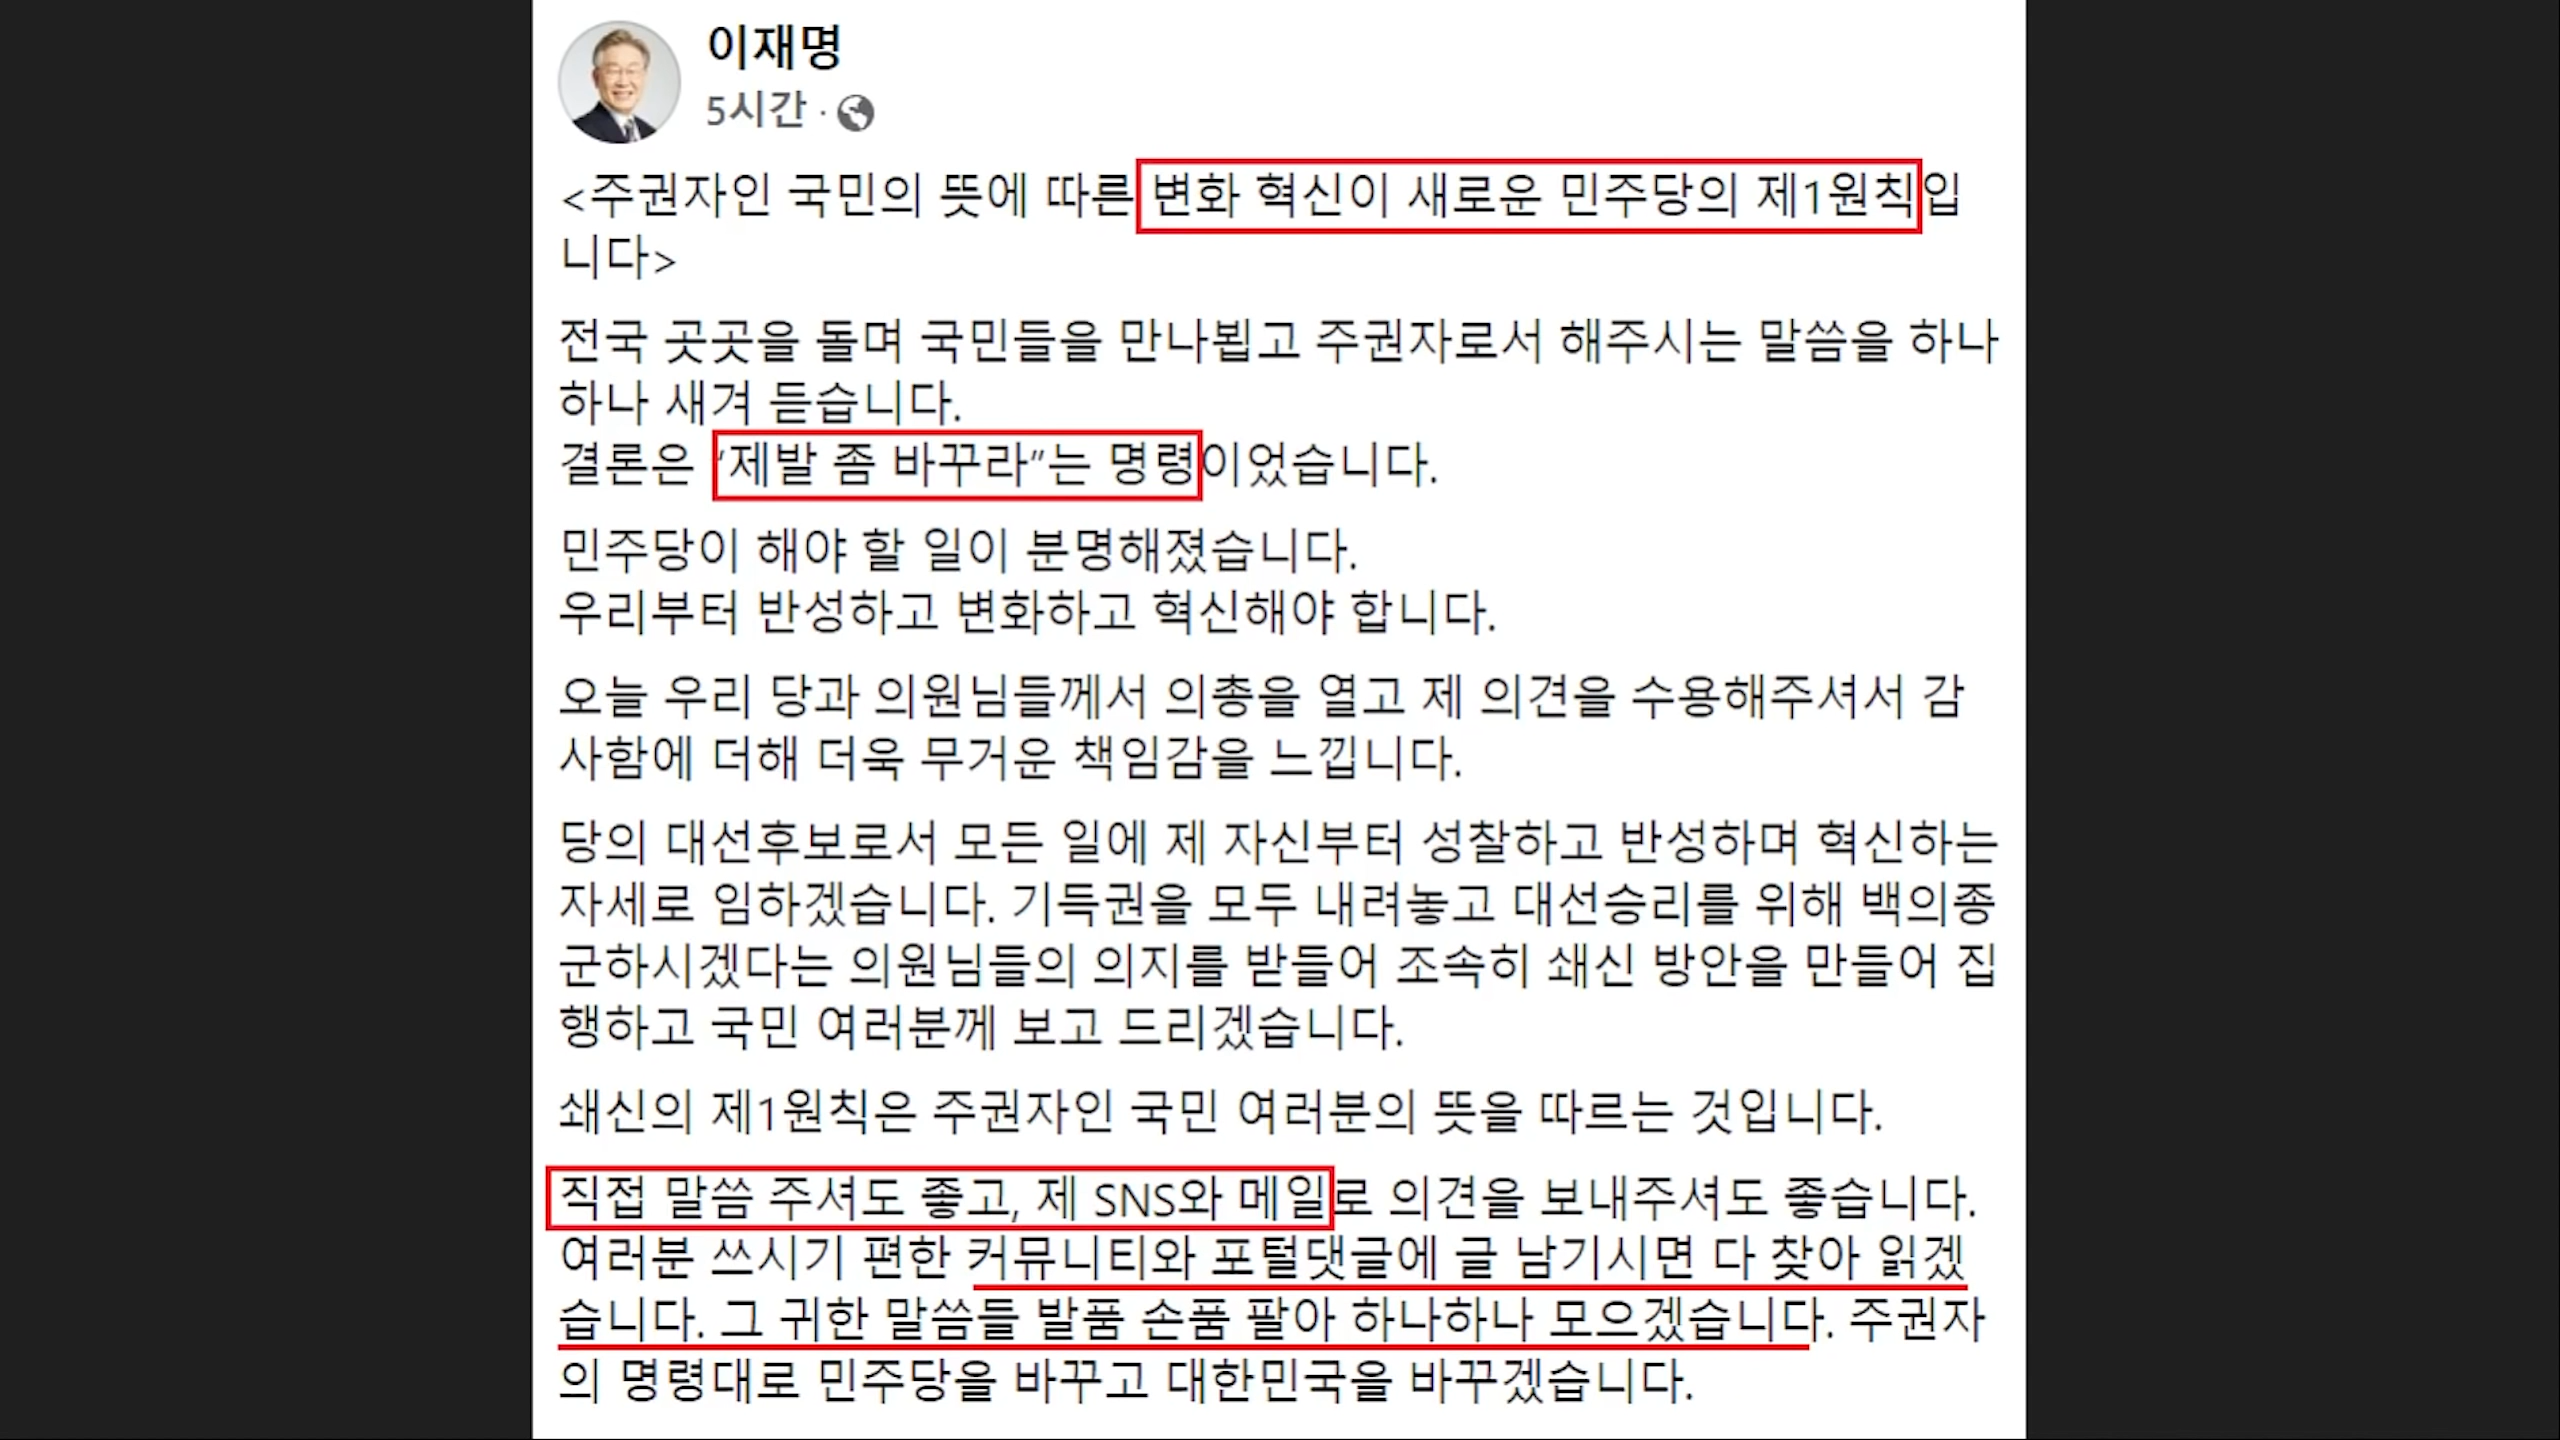 이재명
5시간 ·
<주권자인 국민의 뜻에 따른 변화 혁신이 새로운 민주당의 제1원칙입
니다>
전국 곳곳을 돌며 국민들을 만나뵙고 주권자로서 해주시는 말씀을 하나
하나 새겨 듣습니다.
결론은 “제발 좀 바꾸라”는 명령이었습니다.
민주당이 해야 할 일이 분명해졌습니다.
우리부터 반성하고 변화하고 혁신해야 합니다.
오늘 우리 당과 의원님들께서 의총을 열고 제 의견을 수용해주셔서 감
사함에 더해 더욱 무거운 책임감을 느낍니다.
당의 대선후보로서 모든 일에 제 자신부터 성찰하고 반성하며 혁신하는
자세로 임하겠습니다. 기득권을 모두 내려놓고 대선승리를 위해 백의종
군하시겠다는 의원님들의 의지를 받들어 조속히 쇄신 방안을 만들어 집
행하고 국민 여러분께 보고 드리겠습니다.
쇄신의 제1원칙은 주권자인 국민 여러분의 뜻을 따르는 것입니다.
직접 말씀 주셔도 좋고, 제 SNS와 메일로 의견을 보내주셔도 좋습니다.
여러분 쓰시기 편한 커뮤니티와 포털댓글에 글 남기시면 다 찾아 읽겠
습니다. 그 귀한 말씀들 발품 손품 팔아 하나하나 모으겠습니다. 주권자
의 명령대로 민주당을 바꾸고 대한민국을 바꾸겠습니다.